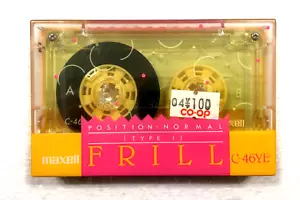 A
C-46
04¥100
CO-OP
maxell
POSITION·NORMAL
[TYPE I]
maxell
FRILL
C-46YE